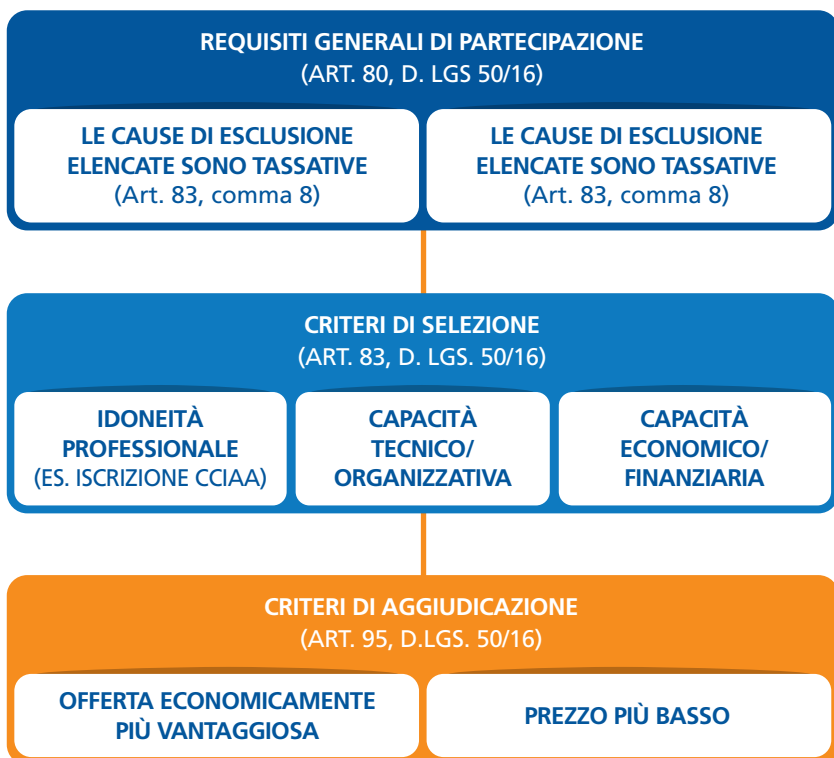 REQUISITI GENERALI DI PARTECIPAZIONE
(ART. 80, D. LGS 50/16)
LE CAUSE DI ESCLUSIONE
ELENCATE SONO TASSATIVE
(Art. 83, comma 8)
LE CAUSE DI ESCLUSIONE
ELENCATE SONO TASSATIVE
(Art. 83, comma 8)
CRITERI DI SELEZIONE
(ART. 83, D. LGS. 50/16)
IDONEITÀ
PROFESSIONALE
(ES. ISCRIZIONE CCIAA)
CAPACITÀ
TECNICO/
ORGANIZZATIVA
CAPACITÀ
ECONOMICO/
FINANZIARIA
CRITERI DI AGGIUDICAZIONE
(ART. 95, D.LGS. 50/16)
OFFERTA ECONOMICAMENTE
PIÙ VANTAGGIOSA
PREZZO PIÙ BASSO